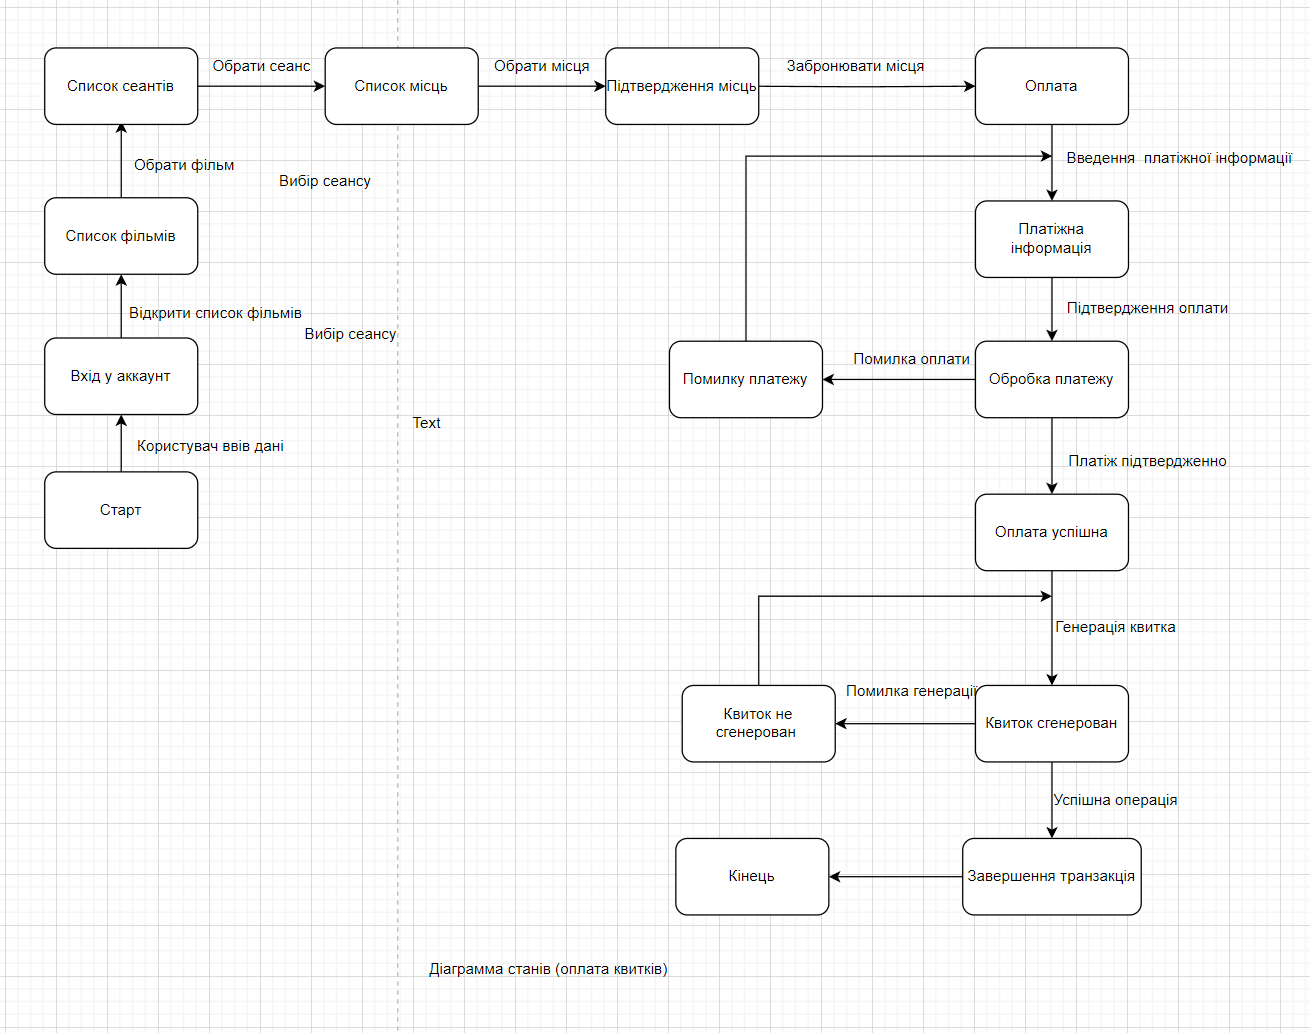 Список сеантів
Обрати сеанс
Список місць
Обрати місця
Підтвердження місць
Забронювати місця
Оплата
Обрати фільм
Вибір сеансу
Введення платіжної інформації
Список фільмів
Платіжна
інформація
Відкрити список фільмів
Вибір сеансу
Підтвердження оплати
Вхід у аккаунт
Помилку платежу
Помилка оплати
Обробка платежу
Text
Користувач ввів дані
Платіж підтвердженно
Старт
Оплата успішна
Генерація квитка
Квиток не
сгенерован
Помилка генерації
Квиток сгенерован
Успішна операція
Кінець
Завершення транзакція
Діаграмма станів (оплата квитків)